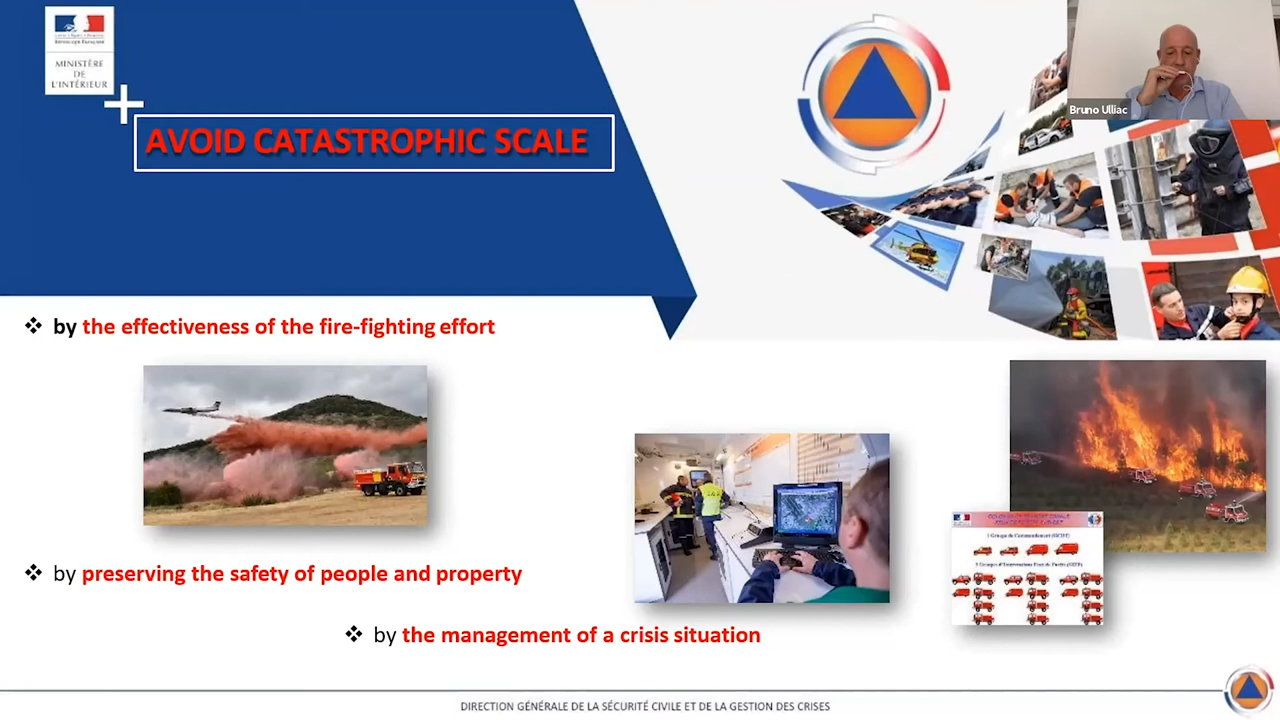 RÉPUBLIQUE FRANÇAISE
MINISTÈRE
DE
L'INTÉRIEUR
AVOID CATASTROPHIC SCALE
Bruno Ulliac
❖ by the effectiveness of the fire-fighting effort
❖ by preserving the safety of people and property
❖ by the management of a crisis situation
DIRECTION GÉNÉRALE DE LA SÉCURITÉ CIVILE ET DE LA GESTION DES CRISES